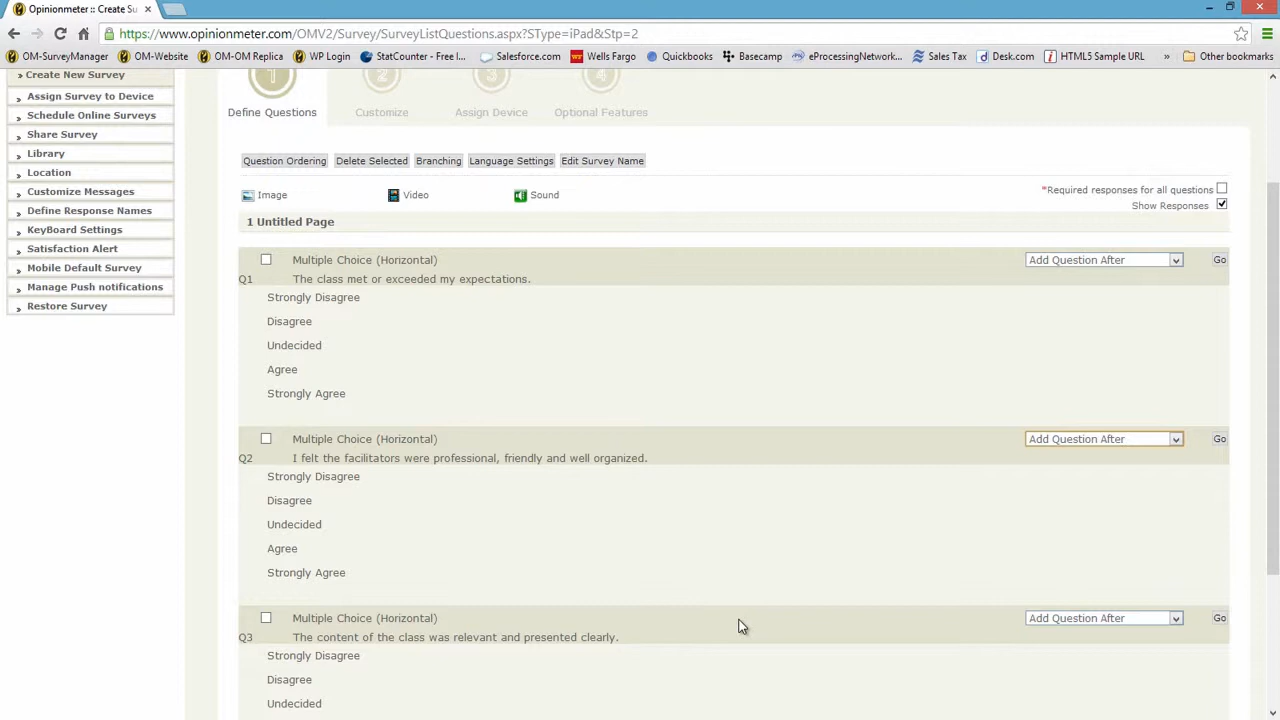 Opinionmeter :: Create Su
https://www.opinionmeter.com/OMV2/Survey/SurveyListQuestions.aspx?SType=iPad&Stp=2
OM-SurveyManager OM-Website OM-OM Replica WP Login StatCounter - Free I... Salesforce.com Wells Fargo Quickbooks Basecamp eProcessingNetwork... Sales Tax Desk.com HTML5 Sample URL » Other bookmarks
Create New Survey
Assign Survey to Device
Schedule Online Surveys
Share Survey
Library
Location
Customize Messages
Define Response Names
KeyBoard Settings
Satisfaction Alert
Mobile Default Survey
Manage Push notifications
Restore Survey
1 2 3 4
Define Questions Customize Assign Device Optional Features
Question Ordering Delete Selected Branching Language Settings Edit Survey Name
Image Video Sound
*Required responses for all questions
Show Responses
1 Untitled Page
Multiple Choice (Horizontal) Add Question After Go
Q1 The class met or exceeded my expectations.
Strongly Disagree
Disagree
Undecided
Agree
Strongly Agree
Multiple Choice (Horizontal) Add Question After Go
Q2 I felt the facilitators were professional, friendly and well organized.
Strongly Disagree
Disagree
Undecided
Agree
Strongly Agree
Multiple Choice (Horizontal) Add Question After Go
Q3 The content of the class was relevant and presented clearly.
Strongly Disagree
Disagree
Undecided